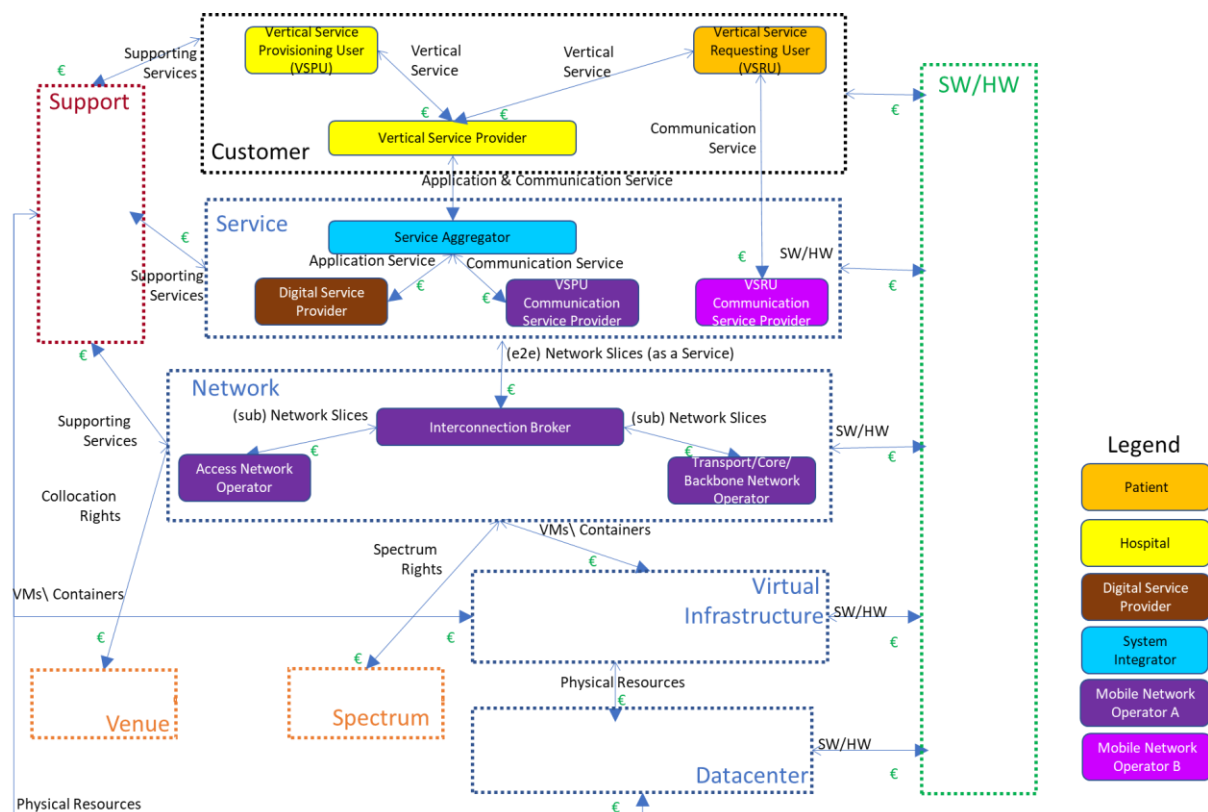 Vertical Service
Provisioning User
(VSPU)
Vertical Service
Requesting User
(VSRU)
Supporting
Services
€
Vertical
Service
Vertical
Service
Support
SW/HW
€
€
€
Vertical Service Provider
Communication
Service
Customer
Application & Communication Service
€
Service
Service Aggregator
Application Service
Communication Service
€
SW/HW
Supporting
Services
€
€
€
Digital Service
Provider
VSPU
Communication
Service Provider
VSRU
Communication
Service Provider
€
(e2e) Network Slices (as a Service)
€
Network
(sub) Network Slices
(sub) Network Slices
Interconnection Broker
Supporting
Services
€
€
SW/HW
€
Access Network
Operator
Transport/Core/
Backbone Network
Operator
Collocation
Rights
VMs\ Containers
Spectrum
Rights
€
Virtual
Infrastructure
VMs\ Containers
SW/HW
€
€
€
€
Venue
Spectrum
Physical Resources
€
SW/HW
Datacenter
€
Physical Resources
€
Legend
Patient
Hospital
Digital Service
Provider
System
Integrator
Mobile Network
Operator A
Mobile Network
Operator B